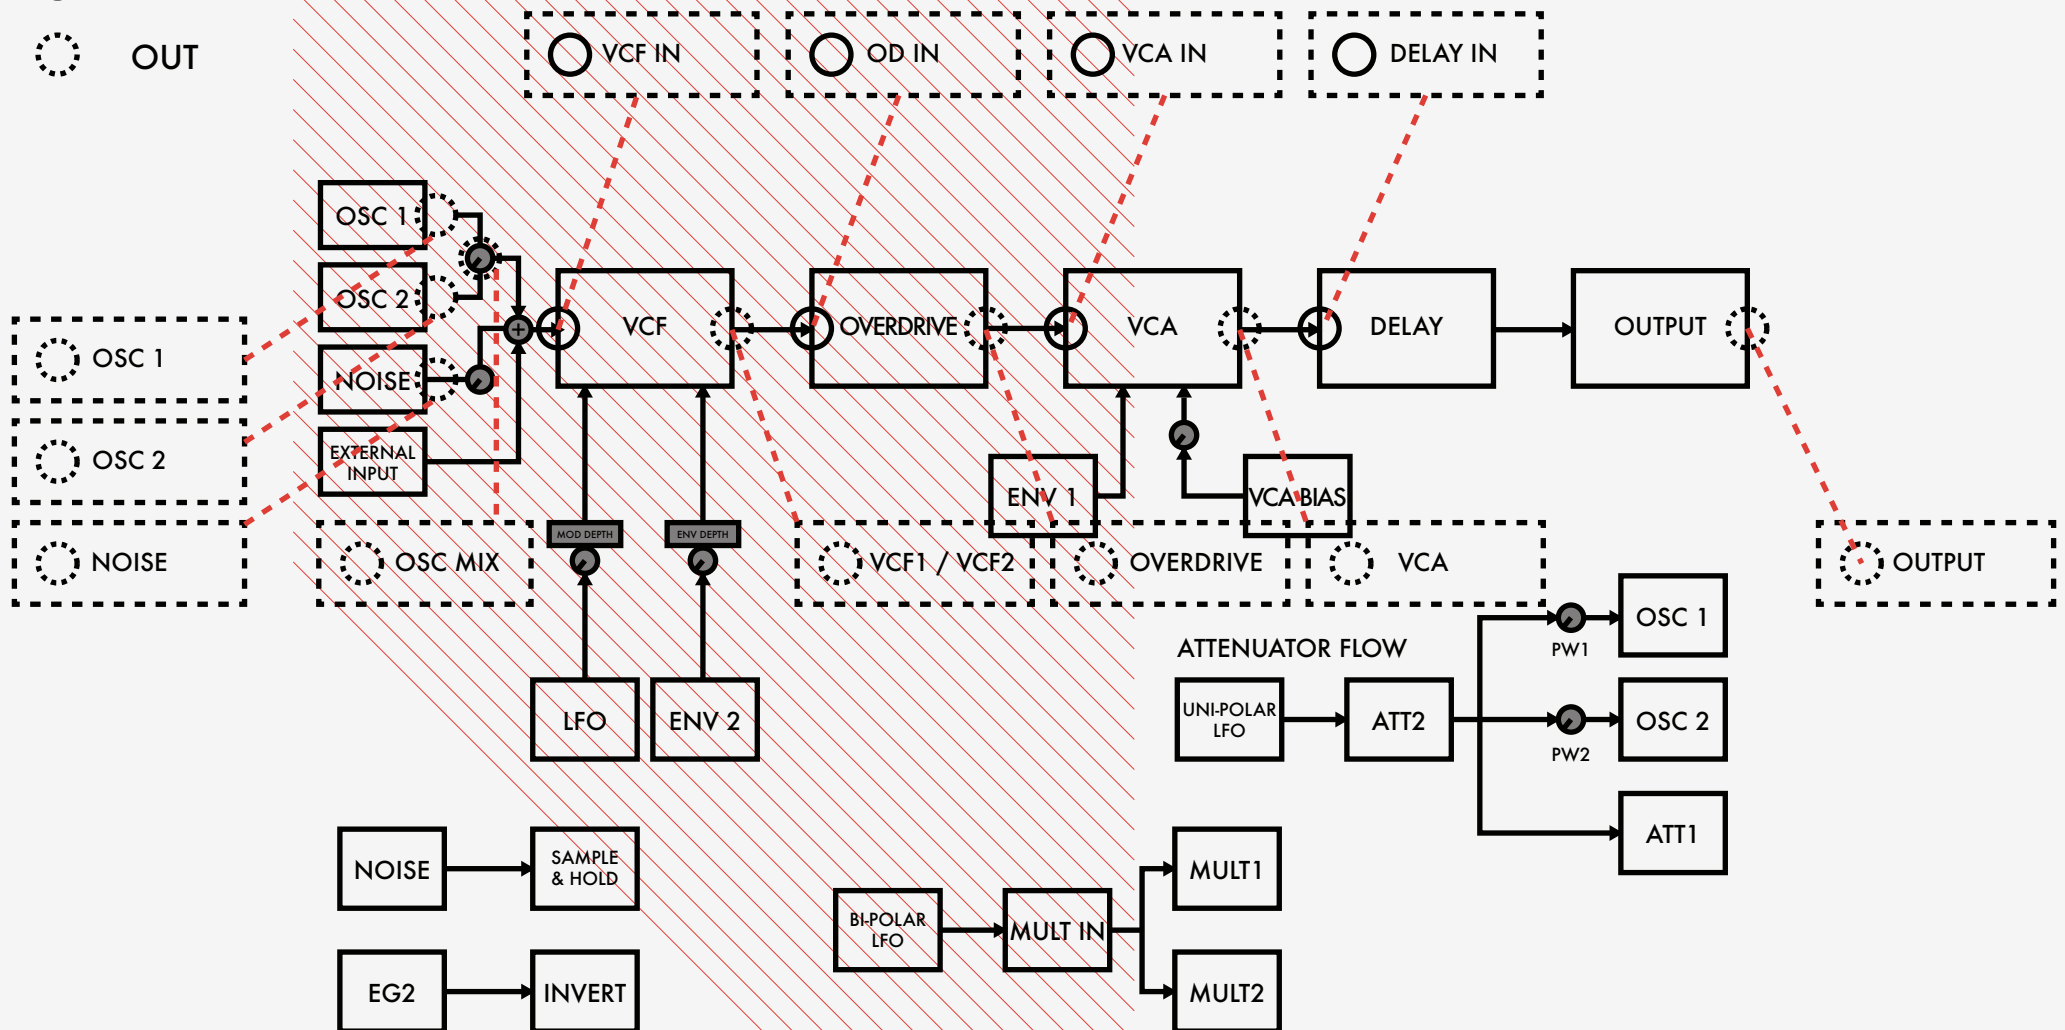 OUT
VCF IN
OD IN
VCA IN
DELAY IN
OSC 1
OSC 2
NOISE
EXTERNAL
INPUT
+
VCF
OVERDRIVE
VCA
DELAY
OUTPUT
OSC 1
OSC 2
NOISE
ENV 1
VCA BIAS
MOD DEPTH
ENV DEPTH
OSC MIX
VCF1 / VCF2
OVERDRIVE
VCA
OUTPUT
LFO
ENV 2
ATTENUATOR FLOW
UNI-POLAR
LFO
ATT2
PW1
OSC 1
PW2
OSC 2
ATT1
NOISE
SAMPLE
& HOLD
EG2
INVERT
BI-POLAR
LFO
MULT IN
MULT1
MULT2